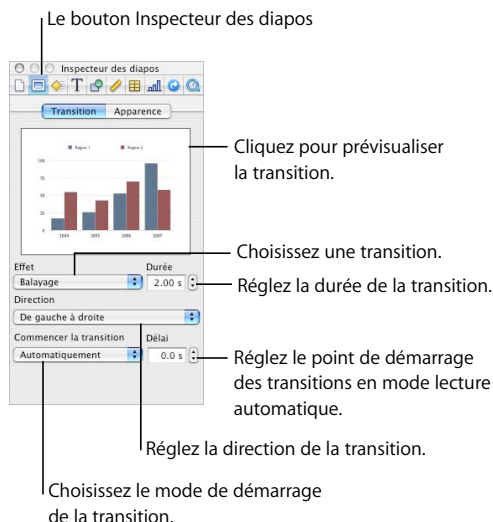 Le bouton Inspecteur des diapos
Inspecteur des diapos
T
Transition Apparence
Region 1 Region 2
100
75
50
25
0
2004 2005 2006 2007
Cliquez pour prévisualiser
la transition.
Choisissez une transition.
Effet Durée
Balayage 2.00 s
Réglez la durée de la transition.
Direction
De gauche à droite
Commencer la transition Délai
Automatiquement 0.0 s
Réglez le point de démarrage
des transitions en mode lecture
automatique.
Réglez la direction de la transition.
Choisissez le mode de démarrage
de la transition.